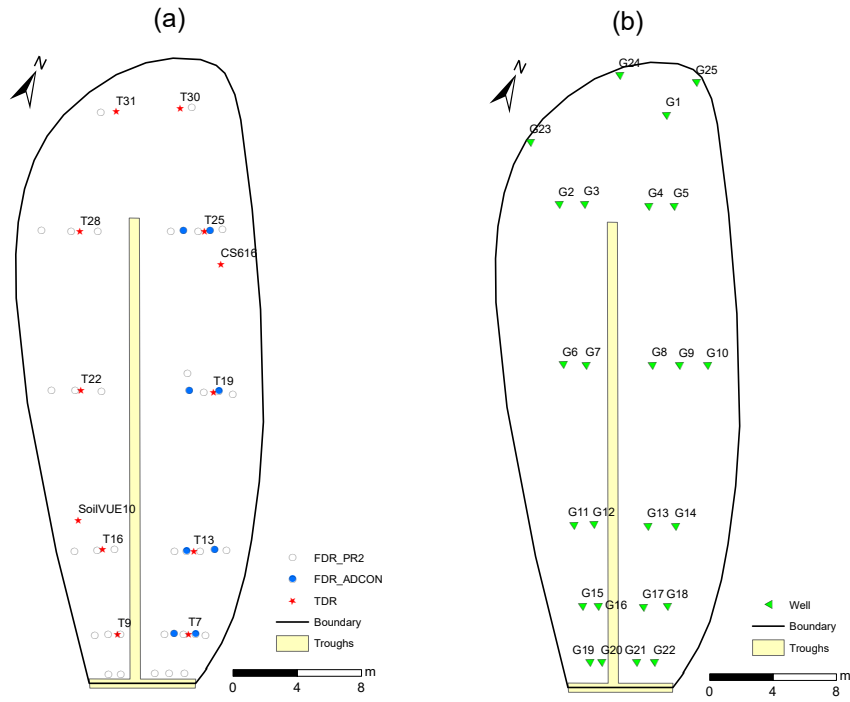 (a)
(b)
N
N
T31
T30
T28
T25
CS616
T22
T19
SoilVUE10
T16
T13
T9
T7
FDR_PR2
FDR_ADCON
TDR
Boundary
Troughs
0 4 8 m
G24
G25
G1
G23
G2 G3 G4 G5
G6 G7 G8 G9 G10
G11 G12 G13 G14
G15 G16 G17 G18
G19 G20 G21 G22
Well
Boundary
Troughs
0 4 8 m